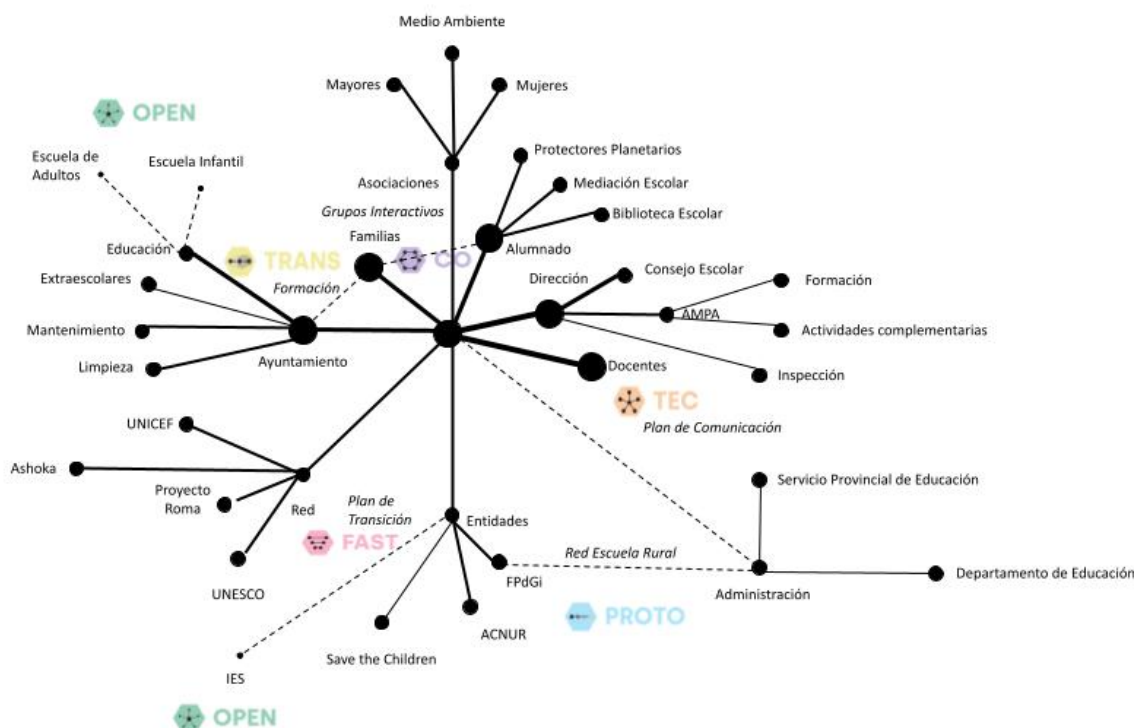 Medio Ambiente
Mayores
Mujeres
OPEN
Protectores Planetarios
Escuela de
Adultos
Escuela Infantil
Asociaciones
Mediación Escolar
Grupos Interactivos
Biblioteca Escolar
Familias
Alumnado
Educación
TRANS
CO
Dirección
Consejo Escolar
Extraescolares
Formación
Formación
AMPA
Mantenimiento
Actividades complementarias
Ayuntamiento
Limpieza
Docentes
Inspección
TEC
Plan de Comunicación
UNICEF
Ashoka
Servicio Provincial de Educación
Proyecto
Roma
Red
Plan de
Transición
Entidades
FAST
Red Escuela Rural
FPdGi
UNESCO
Administración
Departamento de Educación
PROTO
ACNUR
Save the Children
IES
OPEN